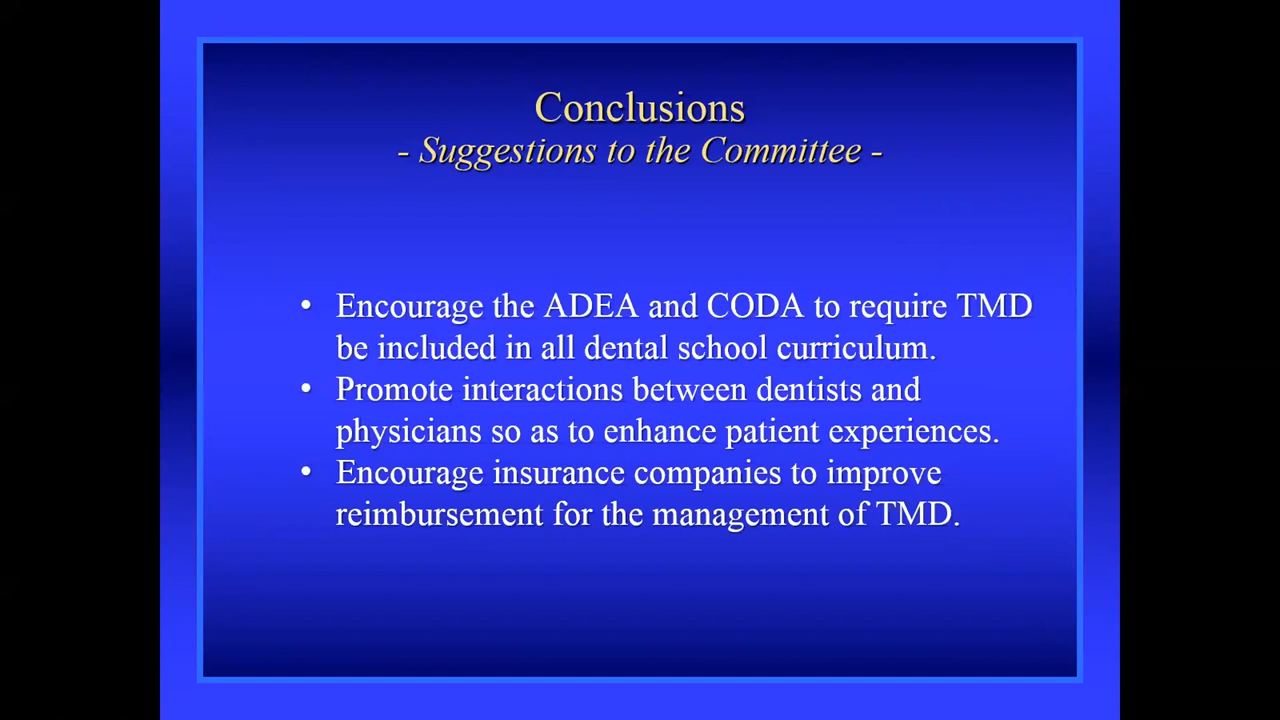 Conclusions
- Suggestions to the Committee -
• Encourage the ADEA and CODA to require TMD
be included in all dental school curriculum.
• Promote interactions between dentists and
physicians so as to enhance patient experiences.
• Encourage insurance companies to improve
reimbursement for the management of TMD.